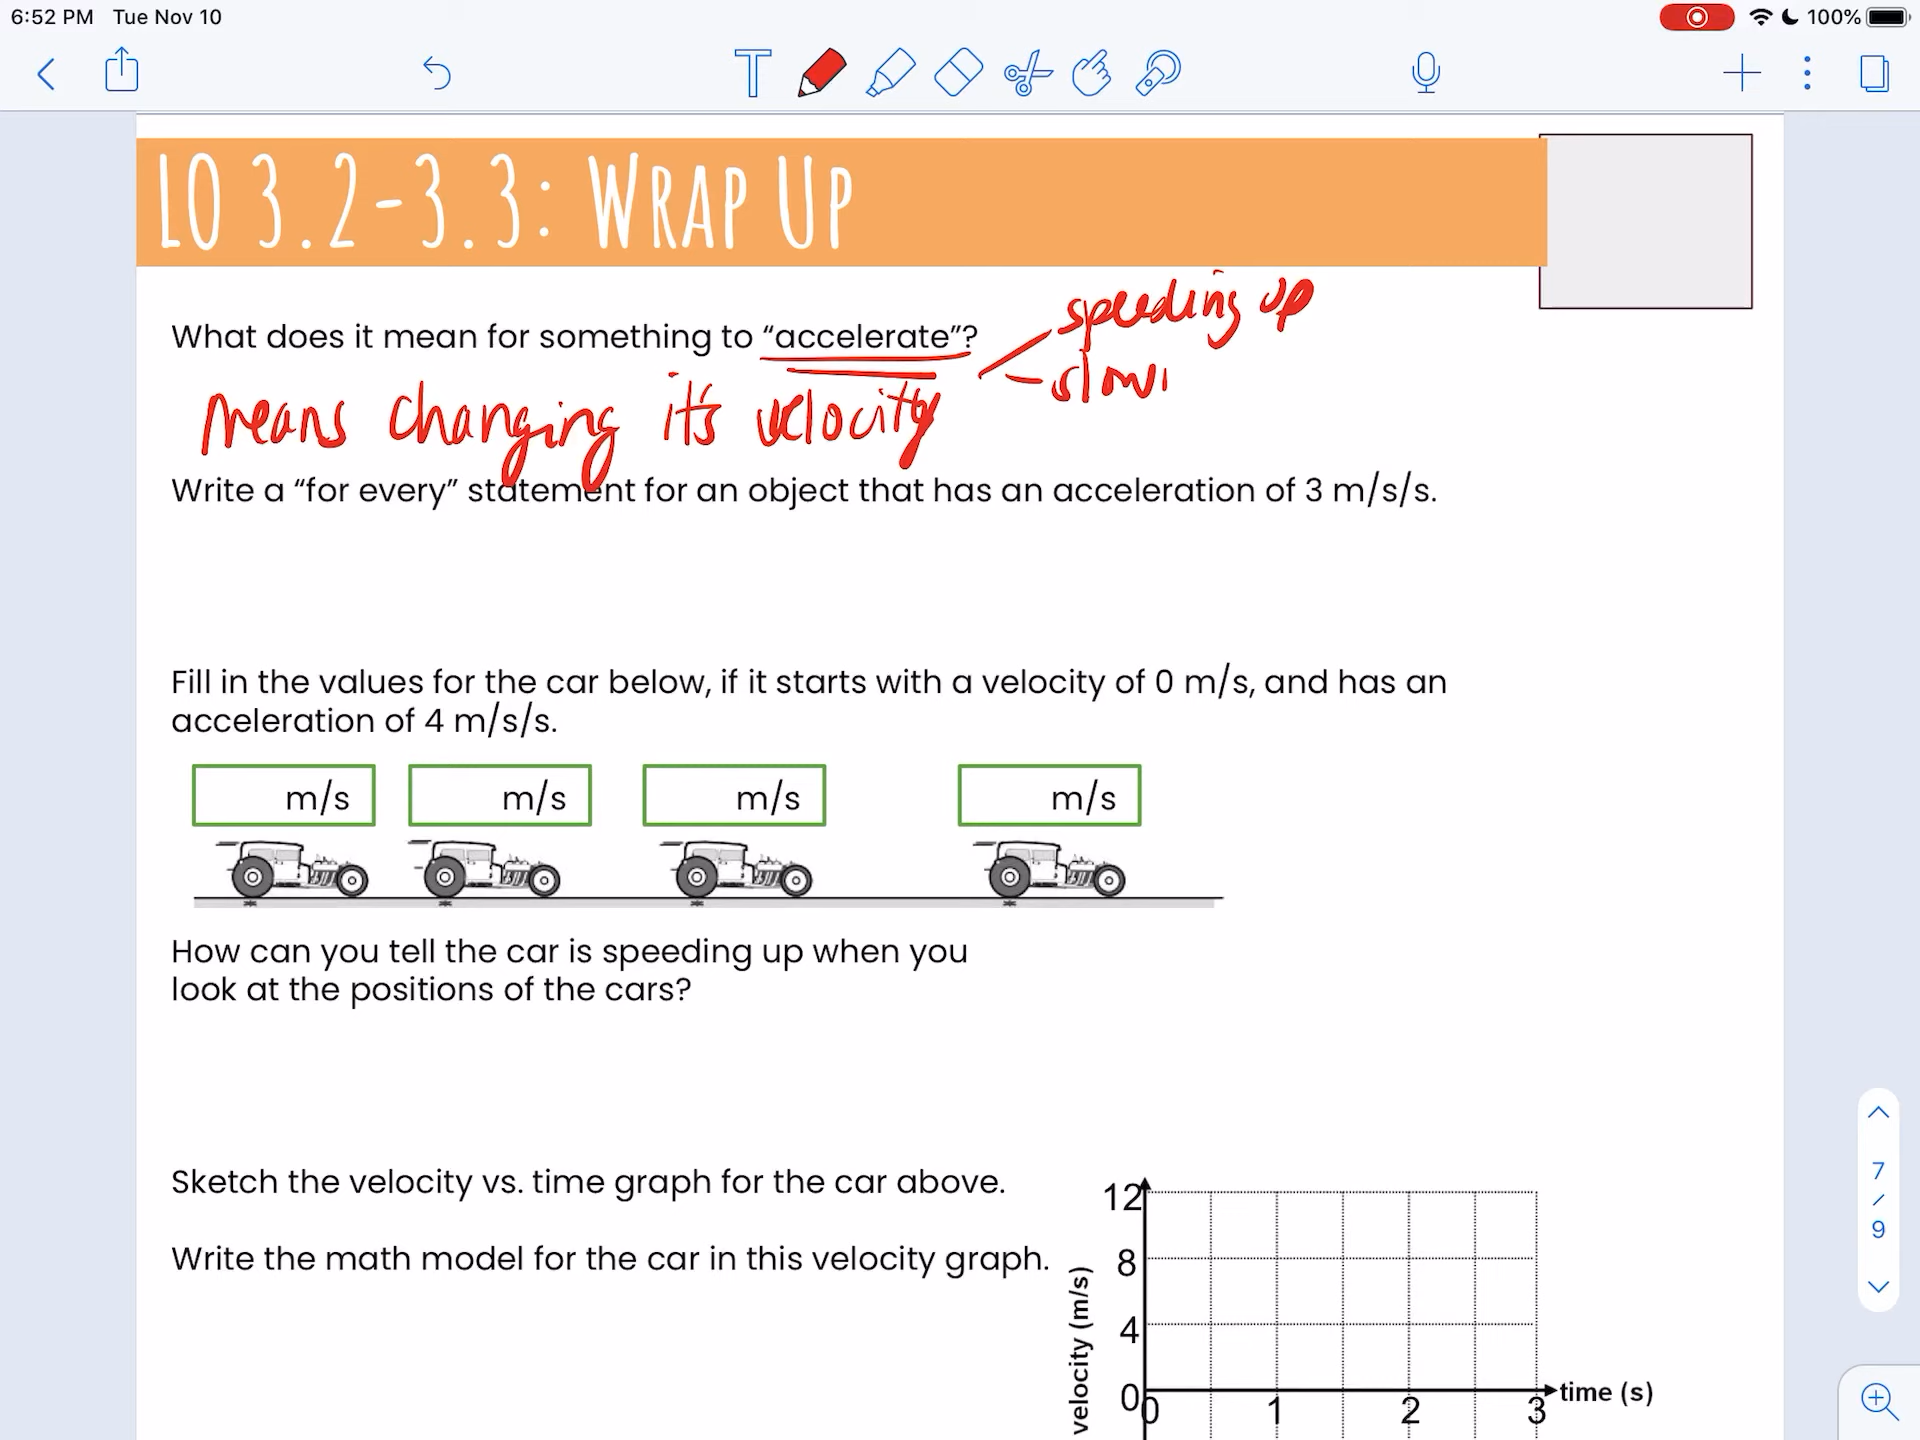 6:52 PM Tue Nov 10
100%
LO 3.2-3.3: WRAP UP
speeding up
What does it mean for something to “accelerate”?
slowi
means changing it's velocity
Write a “for every” statement for an object that has an acceleration of 3 m/s/s.
Fill in the values for the car below, if it starts with a velocity of 0 m/s, and has an
acceleration of 4 m/s/s.
m/s m/s m/s m/s
How can you tell the car is speeding up when you
look at the positions of the cars?
7
/
9
Sketch the velocity vs. time graph for the car above.
Write the math model for the car in this velocity graph.
velocity (m/s)
12
8
4
0
0 1 2 3
time (s)